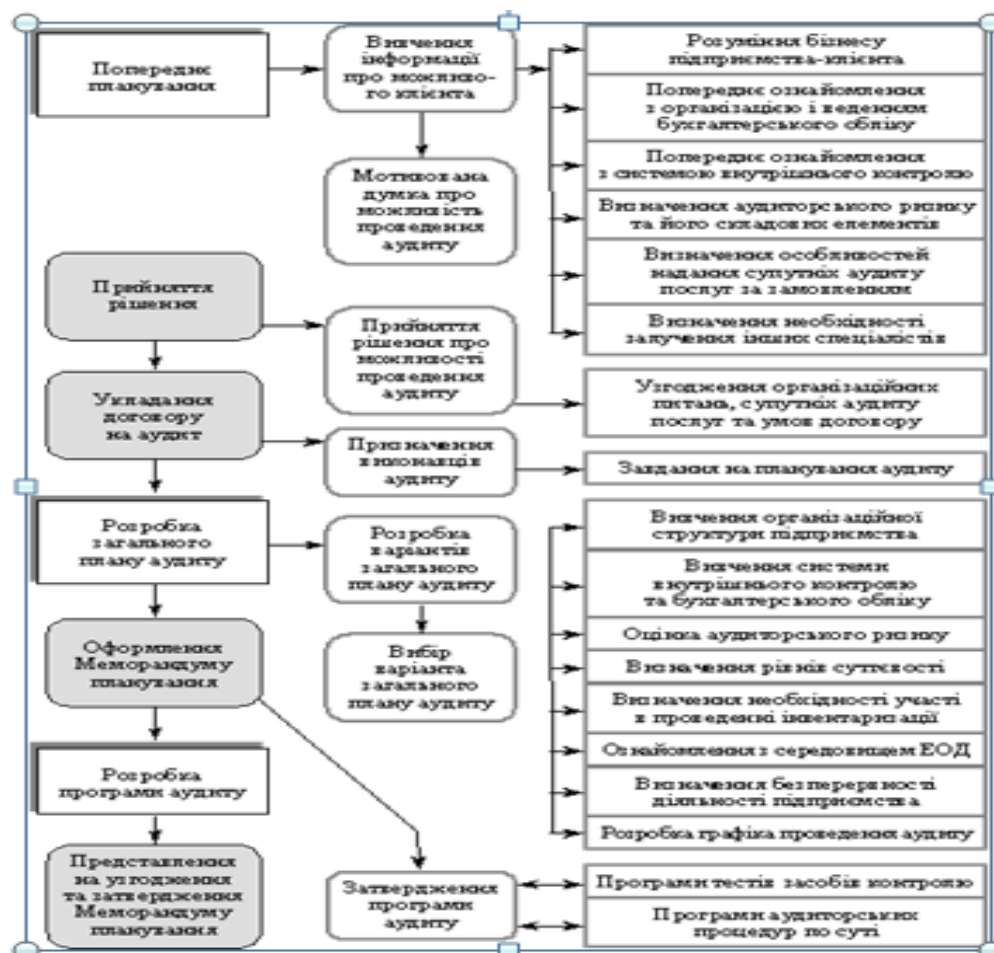 Попереднє
планування
Вивчення
інформації
про можливо-
го клієнта
Мотивована
думка про
можливість
проведення
аудиту
Розуміння бізнесу
підприємства-клієнта
Попереднє ознайомлення
з організацією і веденням
бухгалтерського обліку
Попереднє ознайомлення
з системою внутрішнього контролю
Визначення аудиторського ризику
та його складових елементів
Визначення особливостей
надання супутніх аудиту
послуг за замовленням
Визначення необхідності
залучення інших спеціалістів
Прийняття
рішення
Прийняття
рішення про
можливості
проведення
аудиту
Узгодження організаційних
питань, супутніх аудиту
послуг та умов договору
Укладання
договору
на аудит
Призначення
виконавців
аудиту
Завдання на планування аудиту
Розробка
загального
плану аудиту
Розробка
варіантів
загального
плану аудиту
Вибір
варіанта
загального
плану аудиту
Вивчення організаційної
структури підприємства
Вивчення системи
внутрішнього контролю
та бухгалтерського обліку
Оцінка аудиторського ризику
Визначення рівнів суттєвості
Визначення необхідності участі
в проведенні інвентаризації
Ознайомлення з середовищем ЕОД
Визначення безперервності
діяльності підприємства
Розробка графіка проведення аудиту
Оформлення
Меморандуму
планування
Розробка
програми аудиту
Представлення
на узгодження
та затвердження
Меморандуму
планування
Затвердження
програми
аудиту
Програми тестів засобів контролю
Програми аудиторських
процедур по суті